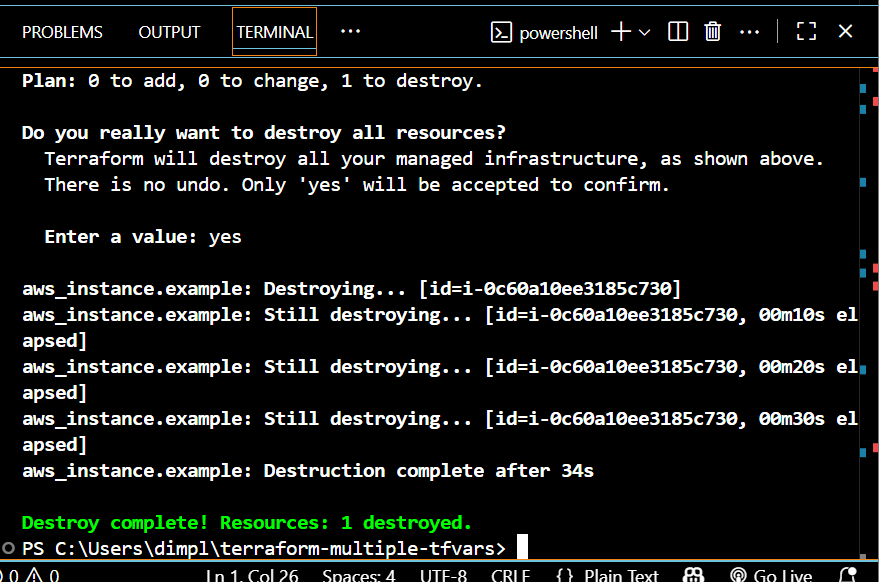 PROBLEMS OUTPUT TERMINAL ... powershell
Plan: 0 to add, 0 to change, 1 to destroy.
Do you really want to destroy all resources?
Terraform will destroy all your managed infrastructure, as shown above.
There is no undo. Only 'yes' will be accepted to confirm.
Enter a value: yes
aws_instance.example: Destroying... [id=i-0c60a10ee3185c730]
aws_instance.example: Still destroying... [id=i-0c60a10ee3185c730, 00m10s el
apsed]
aws_instance.example: Still destroying... [id=i-0c60a10ee3185c730, 00m20s el
apsed]
aws_instance.example: Still destroying... [id=i-0c60a10ee3185c730, 00m30s el
apsed]
aws_instance.example: Destruction complete after 34s
Destroy complete! Resources: 1 destroyed.
PS C:\Users\dimpl\terraform-multiple-tfvars>
0 0 Ln 1, Col 26 Spaces: 4 UTF-8 CRLF {} Plain Text Go Live